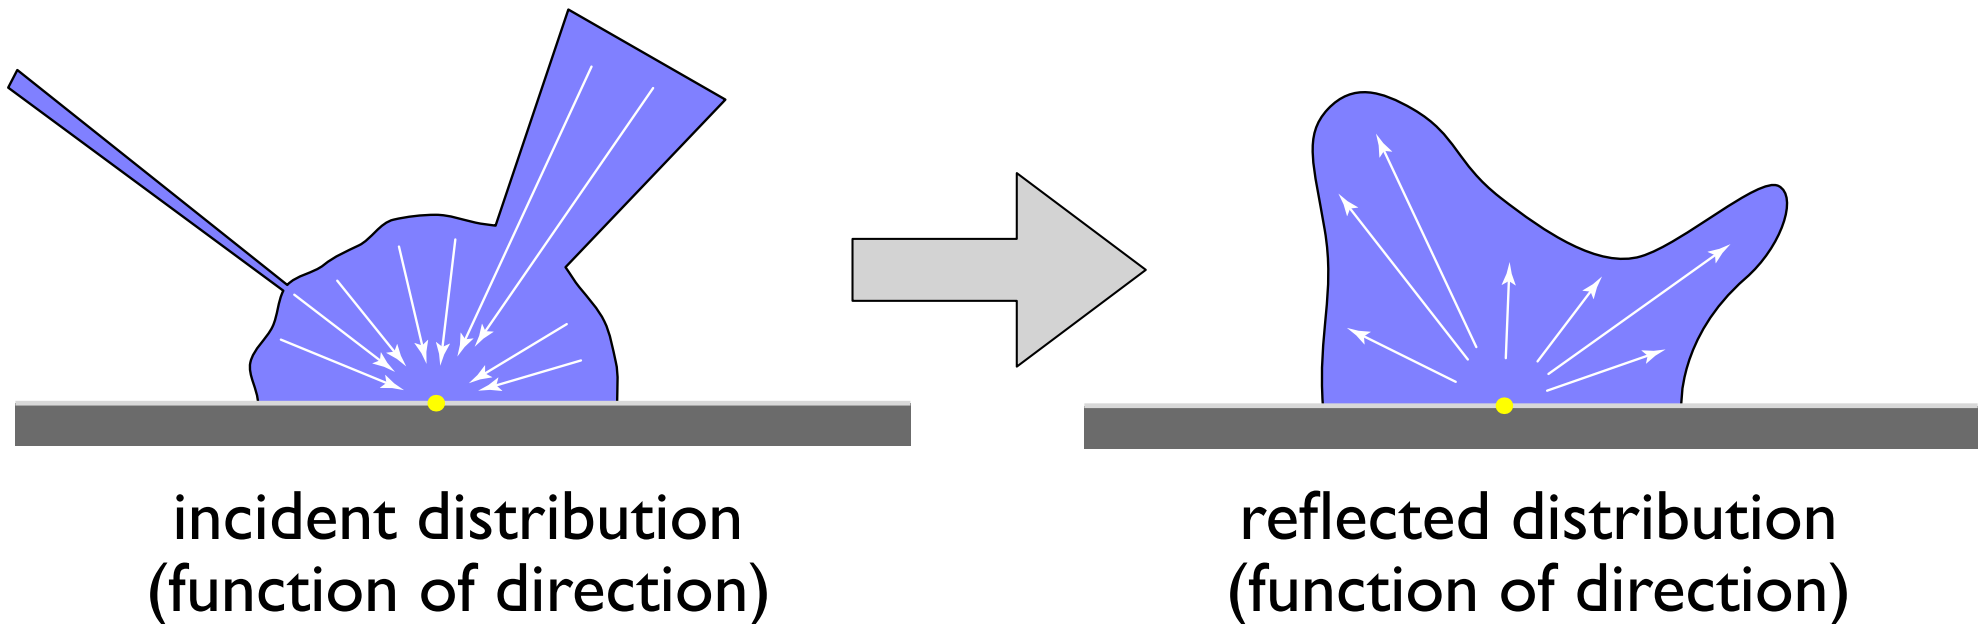 incident distribution
(function of direction)
reflected distribution
(function of direction)